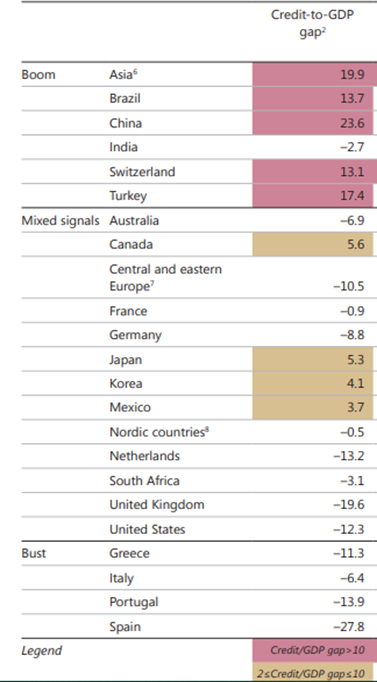 Credit-to-GDP
gap²
Boom Asia⁶ 19.9
Brazil 13.7
China 23.6
India –2.7
Switzerland 13.1
Turkey 17.4
Mixed signals Australia –6.9
Canada 5.6
Central and eastern
Europe⁷ –10.5
France –0.9
Germany –8.8
Japan 5.3
Korea 4.1
Mexico 3.7
Nordic countries⁸ –0.5
Netherlands –13.2
South Africa –3.1
United Kingdom –19.6
United States –12.3
Bust Greece –11.3
Italy –6.4
Portugal –13.9
Spain –27.8
Legend Credit/GDP gap>10
2≤Credit/GDP gap≤10